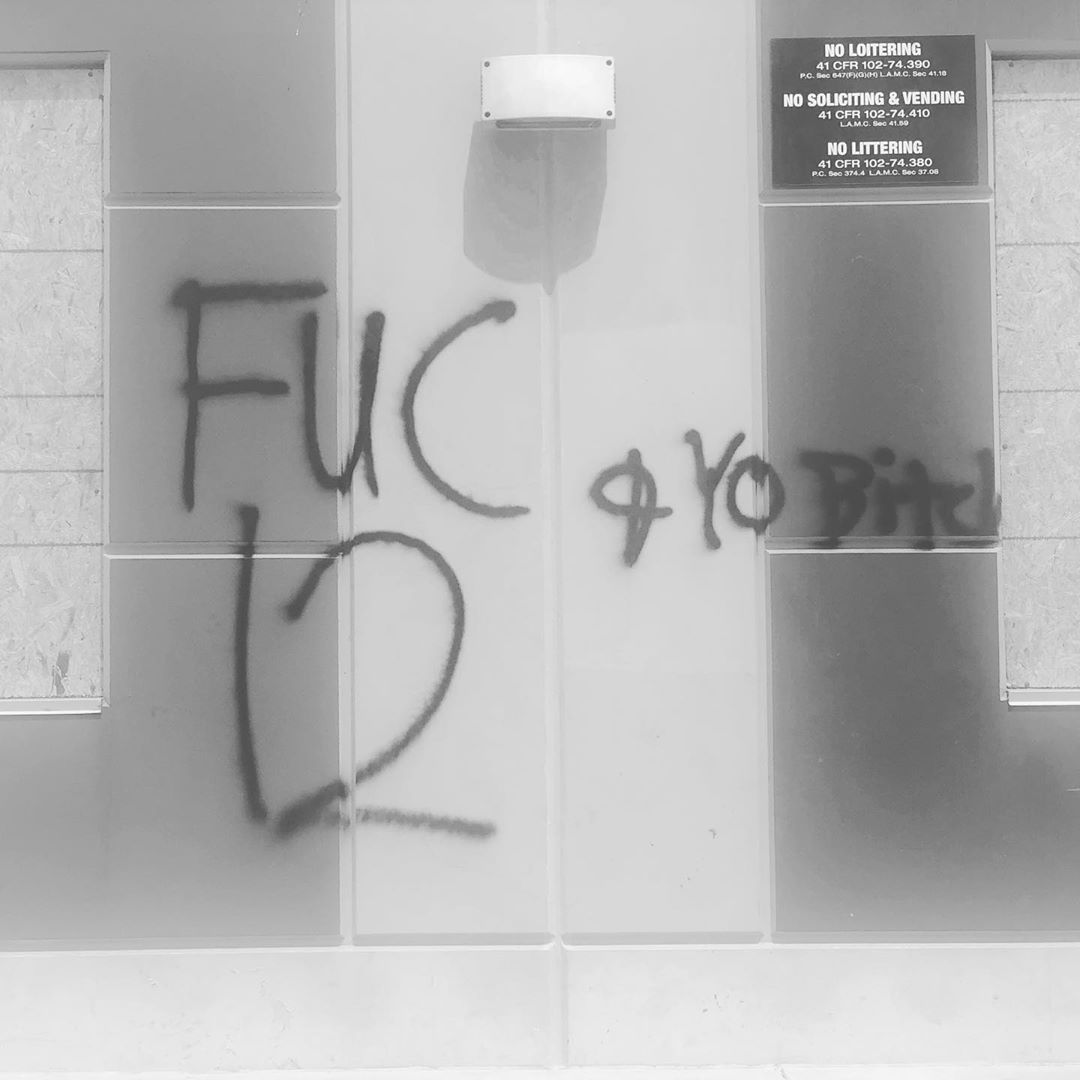 NO LOITERING
41 CFR 102-74.390
P.C. Sec 647(F)(G)(H) L.A.M.C. Sec 41.18
NO SOLICITING & VENDING
41 CFR 102-74.410
L.A.M.C. Sec 41.59
NO LITTERING
41 CFR 102-74.380
P.C. Sec 374.4 L.A.M.C. Sec 37.08
FUC
12
& YO Bitch